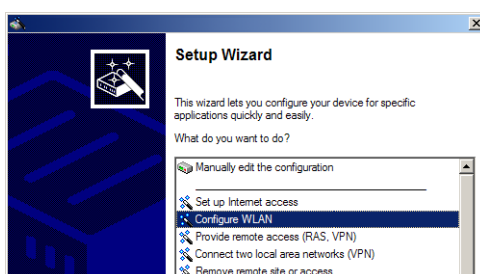 Setup Wizard
This wizard lets you configure your device for specific
applications quickly and easily.
What do you want to do?
Manually edit the configuration
Set up Internet access
Configure WLAN
Provide remote access (RAS, VPN)
Connect two local area networks (VPN)
Remove remote site or access